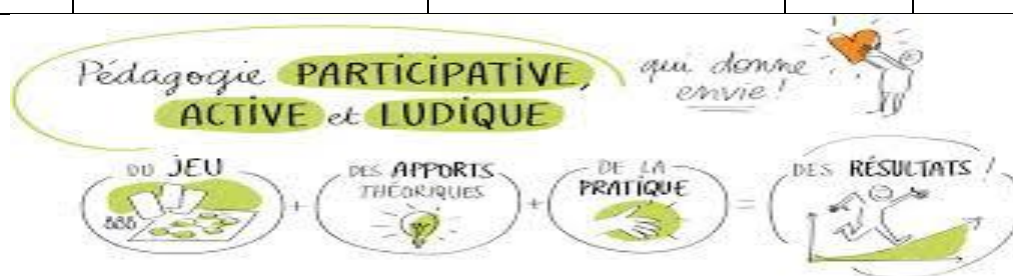 Pédagogie PARTICIPATIVE, qui donne
ACTIVE et LUDIQUE envie !
DU JEU
DES APPORTS
THÉORIQUES
+
DE LA
PRATIQUE
+
=
DES RÉSULTATS !